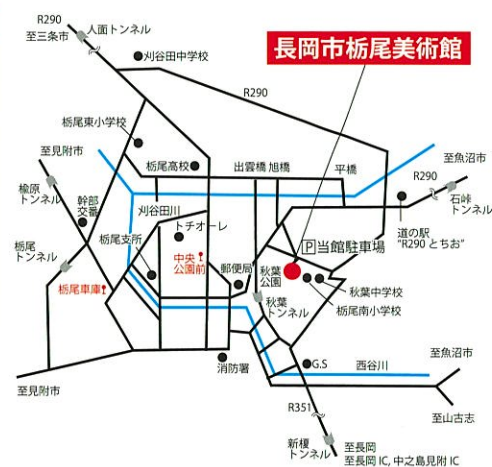 R290
至三条市
人面トンネル
刈谷田中学校
長岡市栃尾美術館
R290
栃尾東小学校
至見附市
栃尾高校
出雲橋 旭橋
平橋
至魚沼市
R290
楡原
トンネル
石峠
トンネル
幹部
交番
刈谷田川
トチオーレ
道の駅
"R290 とちお"
P当館駐車場
栃尾
トンネル
栃尾支所
中央
公園前
郵便局
秋葉
公園
秋葉中学校
栃尾南小学校
栃尾車庫
秋葉
トンネル
消防署
G.S
西谷川
至魚沼市
至見附市
R351
至山古志
新榎
トンネル
至長岡
至長岡 IC, 中之島見附 IC